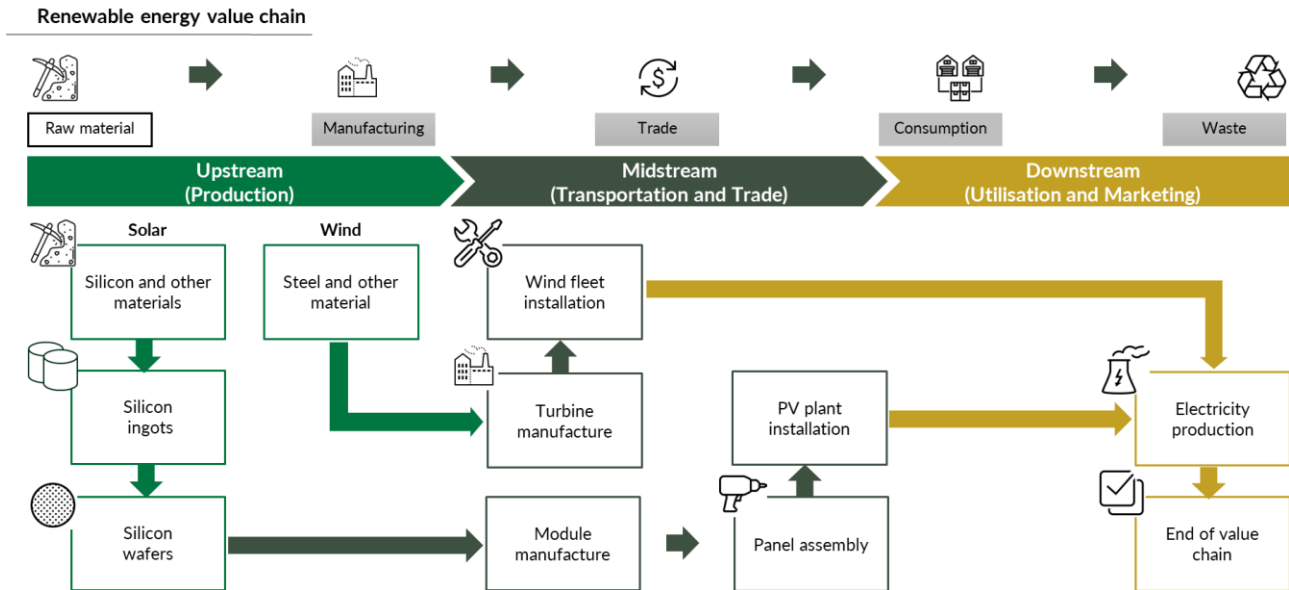 Renewable energy value chain
Raw material
Manufacturing
Trade
Consumption
Waste
Upstream
(Production)
Midstream
(Transportation and Trade)
Downstream
(Utilisation and Marketing)
Solar
Wind
Silicon and other
materials
Steel and other
material
Wind fleet
installation
Silicon
ingots
Turbine
manufacture
PV plant
installation
Electricity
production
Silicon
wafers
Module
manufacture
Panel assembly
End of value
chain